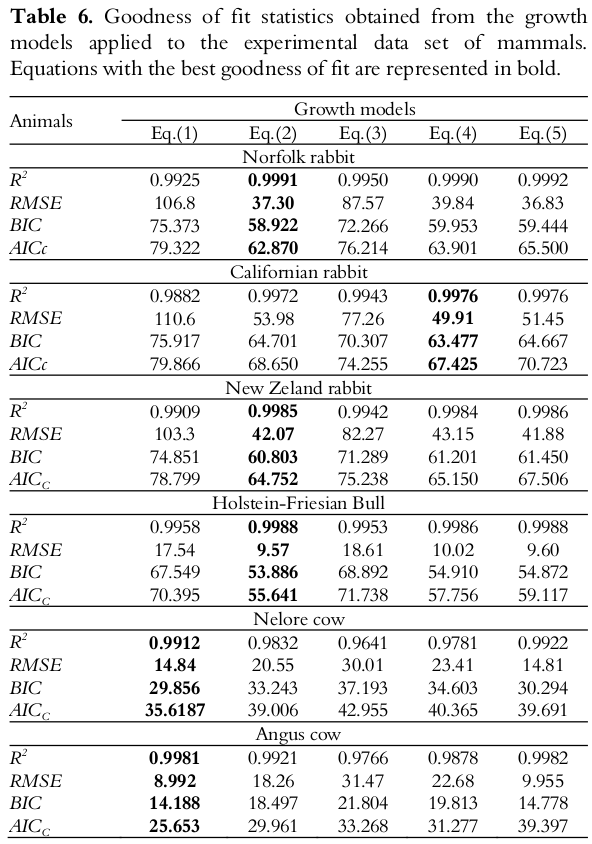 Table 6. Goodness of fit statistics obtained from the growth
models applied to the experimental data set of mammals.
Equations with the best goodness of fit are represented in bold.
Animals Growth models
Eq.(1) Eq.(2) Eq.(3) Eq.(4) Eq.(5)
Norfolk rabbit
R² 0.9925 0.9991 0.9950 0.9990 0.9992
RMSE 106.8 37.30 87.57 39.84 36.83
BIC 75.373 58.922 72.266 59.953 59.444
AICc 79.322 62.870 76.214 63.901 65.500
Californian rabbit
R² 0.9882 0.9972 0.9943 0.9976 0.9976
RMSE 110.6 53.98 77.26 49.91 51.45
BIC 75.917 64.701 70.307 63.477 64.667
AICc 79.866 68.650 74.255 67.425 70.723
New Zeland rabbit
R² 0.9909 0.9985 0.9942 0.9984 0.9986
RMSE 103.3 42.07 82.27 43.15 41.88
BIC 74.851 60.803 71.289 61.201 61.450
AIC_C 78.799 64.752 75.238 65.150 67.506
Holstein-Friesian Bull
R² 0.9958 0.9988 0.9953 0.9986 0.9988
RMSE 17.54 9.57 18.61 10.02 9.60
BIC 67.549 53.886 68.892 54.910 54.872
AIC_C 70.395 55.641 71.738 57.756 59.117
Nelore cow
R² 0.9912 0.9832 0.9641 0.9781 0.9922
RMSE 14.84 20.55 30.01 23.41 14.81
BIC 29.856 33.243 37.193 34.603 30.294
AIC_C 35.6187 39.006 42.955 40.365 39.691
Angus cow
R² 0.9981 0.9921 0.9766 0.9878 0.9982
RMSE 8.992 18.26 31.47 22.68 9.955
BIC 14.188 18.497 21.804 19.813 14.778
AIC_C 25.653 29.961 33.268 31.277 39.397